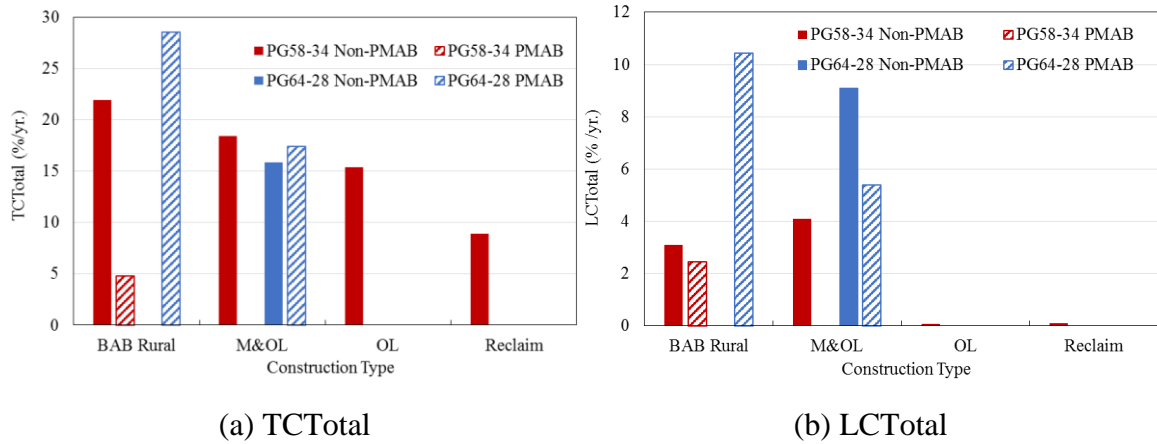 30
25
20
15
10
5
0
TCTotal (%/yr.)
PG58-34 Non-PMAB
PG58-34 PMAB
PG64-28 Non-PMAB
PG64-28 PMAB
BAB Rural
M&OL
OL
Reclaim
Construction Type
(a) TCTotal
12
10
8
6
4
2
0
LCTotal (% /yr.)
PG58-34 Non-PMAB
PG58-34 PMAB
PG64-28 Non-PMAB
PG64-28 PMAB
BAB Rural
M&OL
OL
Reclaim
Construction Type
(b) LCTotal